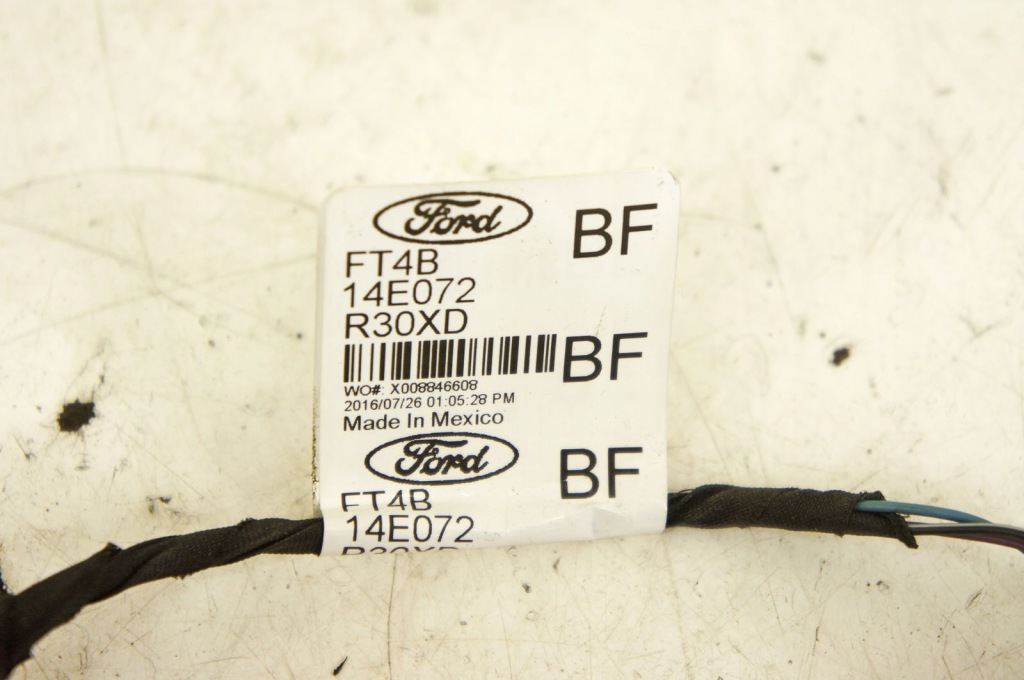 Ford BF
FT4B
14E072
R30XD
BF
WO#: X008846608
2016/07/26 01:05:28 PM
Made In Mexico
Ford BF
FT4B
14E072
R30XD